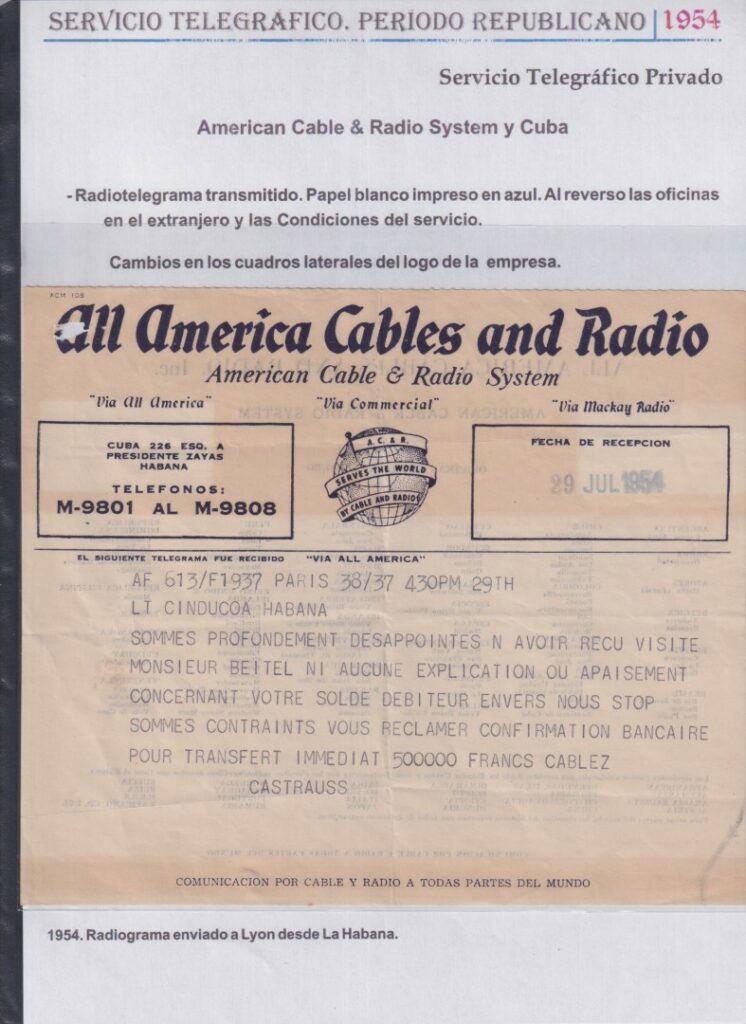 SERVICIO TELEGRÁFICO. PERIODO REPUBLICANO | 1954
Servicio Telegráfico Privado
American Cable & Radio System y Cuba
- Radiotelegrama transmitido. Papel blanco impreso en azul. Al reverso las oficinas
en el extranjero y las Condiciones del servicio.
Cambios en los cuadros laterales del logo de la empresa.
ACM 108
All America Cables and Radio
American Cable & Radio System
"Via All America"
"Via Commercial"
"Via Mackay Radio"
CUBA 226 ESQ. A
PRESIDENTE ZAYAS
HABANA
TELEFONOS:
M-9801 AL M-9808
A. C. & R.
SERVES THE WORLD
BY CABLE AND RADIO
FECHA DE RECEPCION
29 JUL 1954
EL SIGUIENTE TELEGRAMA FUE RECIBIDO "VIA ALL AMERICA"
AF 613/F1937 PARIS 38/37 430PM 29TH
LT CINDUCOA HABANA
SOMMES PROFONDEMENT DESAPPOINTES N AVOIR RECU VISITE
MONSIEUR BEITEL NI AUCUNE EXPLICATION OU APAISEMENT
CONCERNANT VOTRE SOLDE DEBITEUR ENVERS NOUS STOP
SOMMES CONTRAINTS VOUS RECLAMER CONFIRMATION BANCAIRE
POUR TRANSFERT IMMEDIAT 500000 FRANCS CABLEZ
CASTRAUSS
COMUNICACION POR CABLE Y RADIO A TODAS PARTES DEL MUNDO
1954. Radiograma enviado a Lyon desde La Habana.